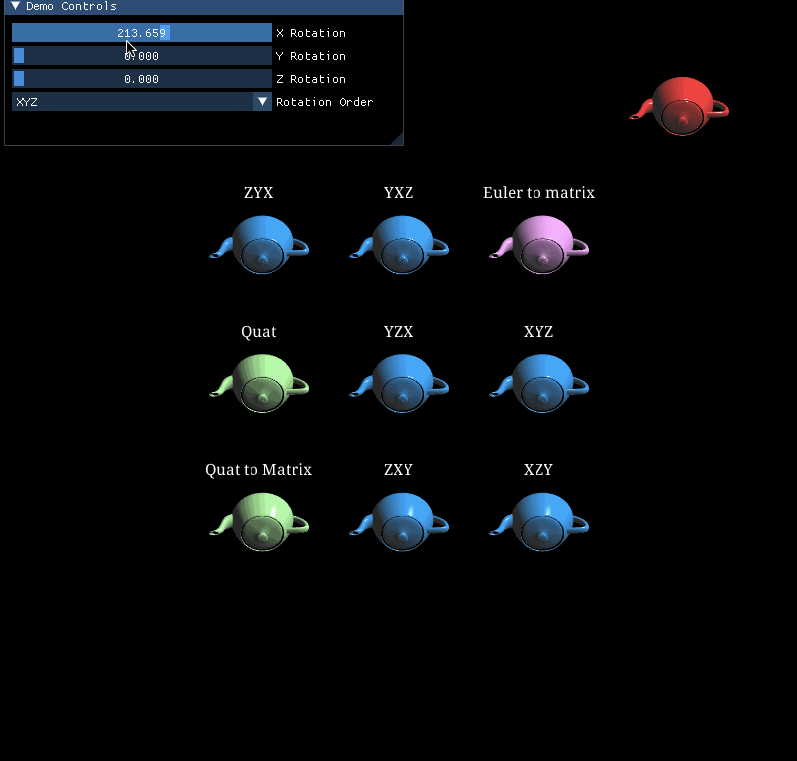 Demo Controls
213.659 X Rotation
0.000 Y Rotation
0.000 Z Rotation
XYZ Rotation Order
ZYX YXZ Euler to matrix
Quat YZX XYZ
Quat to Matrix ZXY XZY